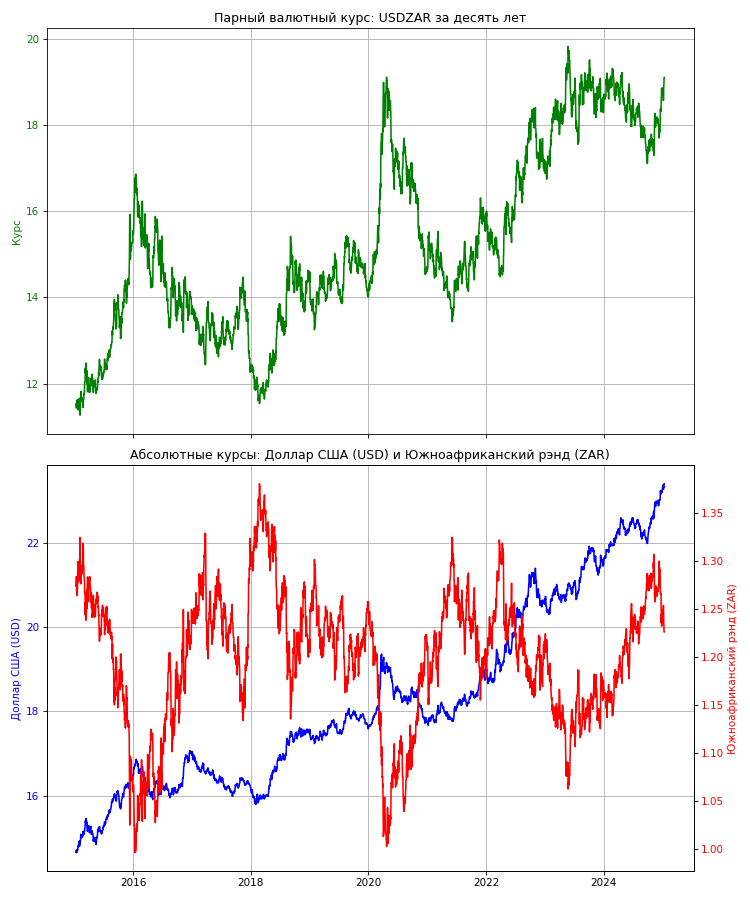 Парный валютный курс: USDZAR за десять лет
20
18
16
14
12
Курс
Абсолютные курсы: Доллар США (USD) и Южноафриканский рэнд (ZAR)
22
20
18
16
Доллар США (USD)
1.35
1.30
1.25
1.20
1.15
1.10
1.05
1.00
Южноафриканский рэнд (ZAR)
2016 2018 2020 2022 2024